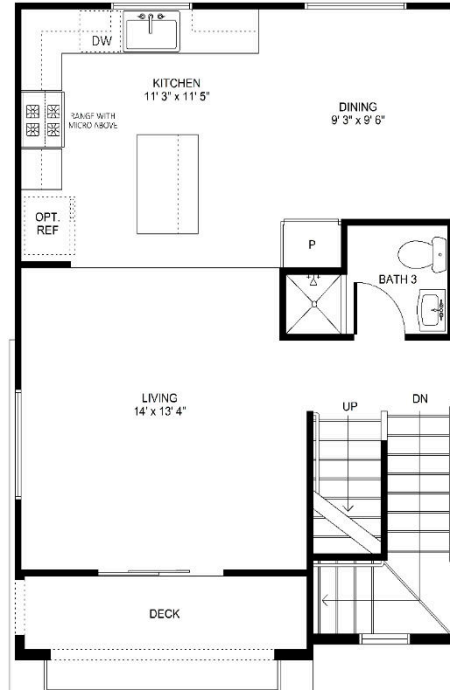 DW
KITCHEN
11' 3" x 11' 5"
DINING
9' 3" x 9' 6"
RANGE WITH
MICRO ABOVE
OPT.
REF
P
BATH 3
LIVING
14' x 13' 4"
UP
DN
DECK